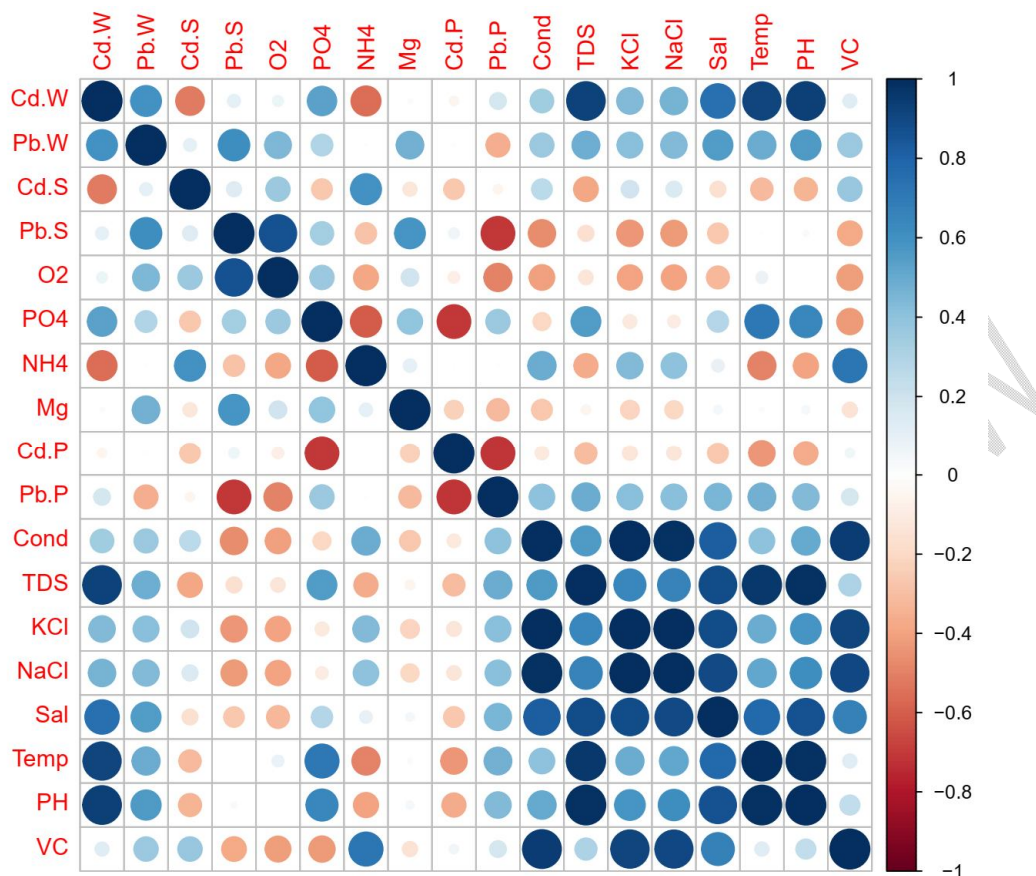 Cd.W Pb.W Cd.S Pb.S O2 PO4 NH4 Mg Cd.P Pb.P Cond TDS KCl NaCl Sal Temp PH VC
Cd.W
Pb.W
Cd.S
Pb.S
O2
PO4
NH4
Mg
Cd.P
Pb.P
Cond
TDS
KCl
NaCl
Sal
Temp
PH
VC
1
0.8
0.6
0.4
0.2
0
−0.2
−0.4
−0.6
−0.8
−1